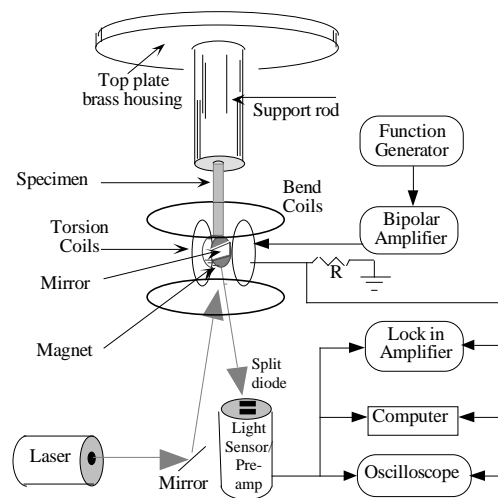 Top plate
brass housing
Support rod
Function
Generator
Specimen
Bend
Coils
Torsion
Coils
Bipolar
Amplifier
Mirror
R
Magnet
Lock in
Amplifier
Split
diode
Computer
Light
Sensor/
Pre-
amp
Laser
Mirror
Oscilloscope